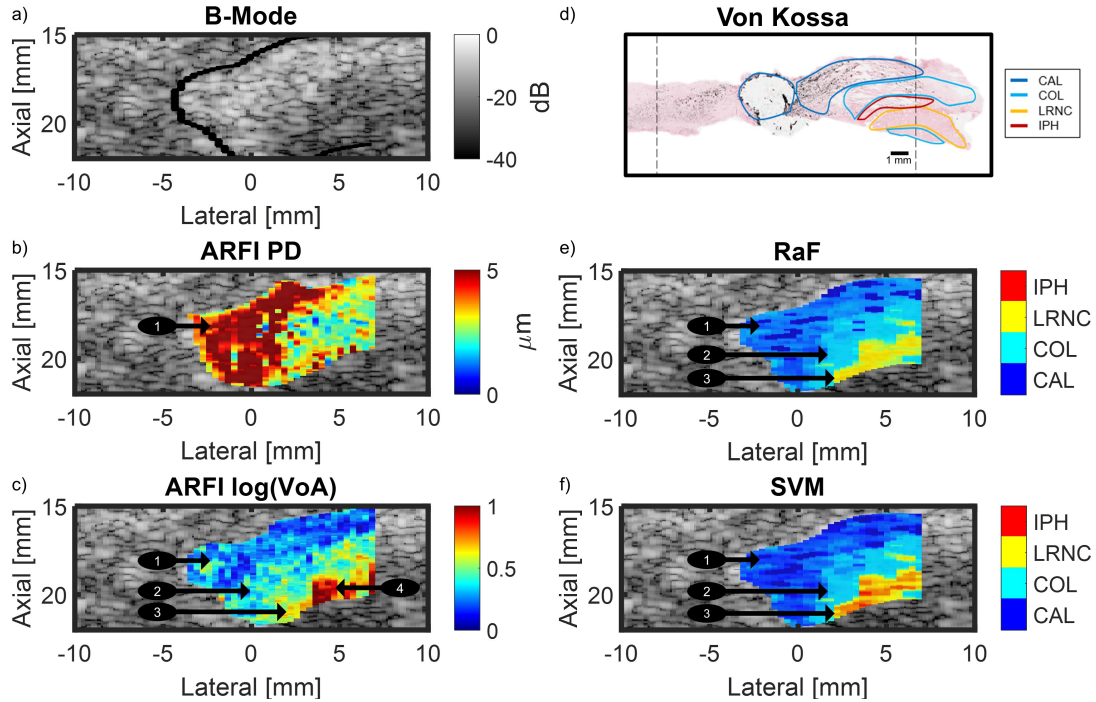 a)
B-Mode
Axial [mm]
15
20
-10 -5 0 5 10
Lateral [mm]
0
-20
-40
dB
d)
Von Kossa
1 mm
CAL
COL
LRNC
IPH
b)
ARFI PD
Axial [mm]
15
20
1
-10 -5 0 5 10
Lateral [mm]
5
0
μm
e)
RaF
Axial [mm]
15
20
1
2
3
-10 -5 0 5 10
Lateral [mm]
IPH
LRNC
COL
CAL
c)
ARFI log(VoA)
Axial [mm]
15
20
1
2
3
4
-10 -5 0 5 10
Lateral [mm]
1
0.5
0
f)
SVM
Axial [mm]
15
20
1
2
3
-10 -5 0 5 10
Lateral [mm]
IPH
LRNC
COL
CAL